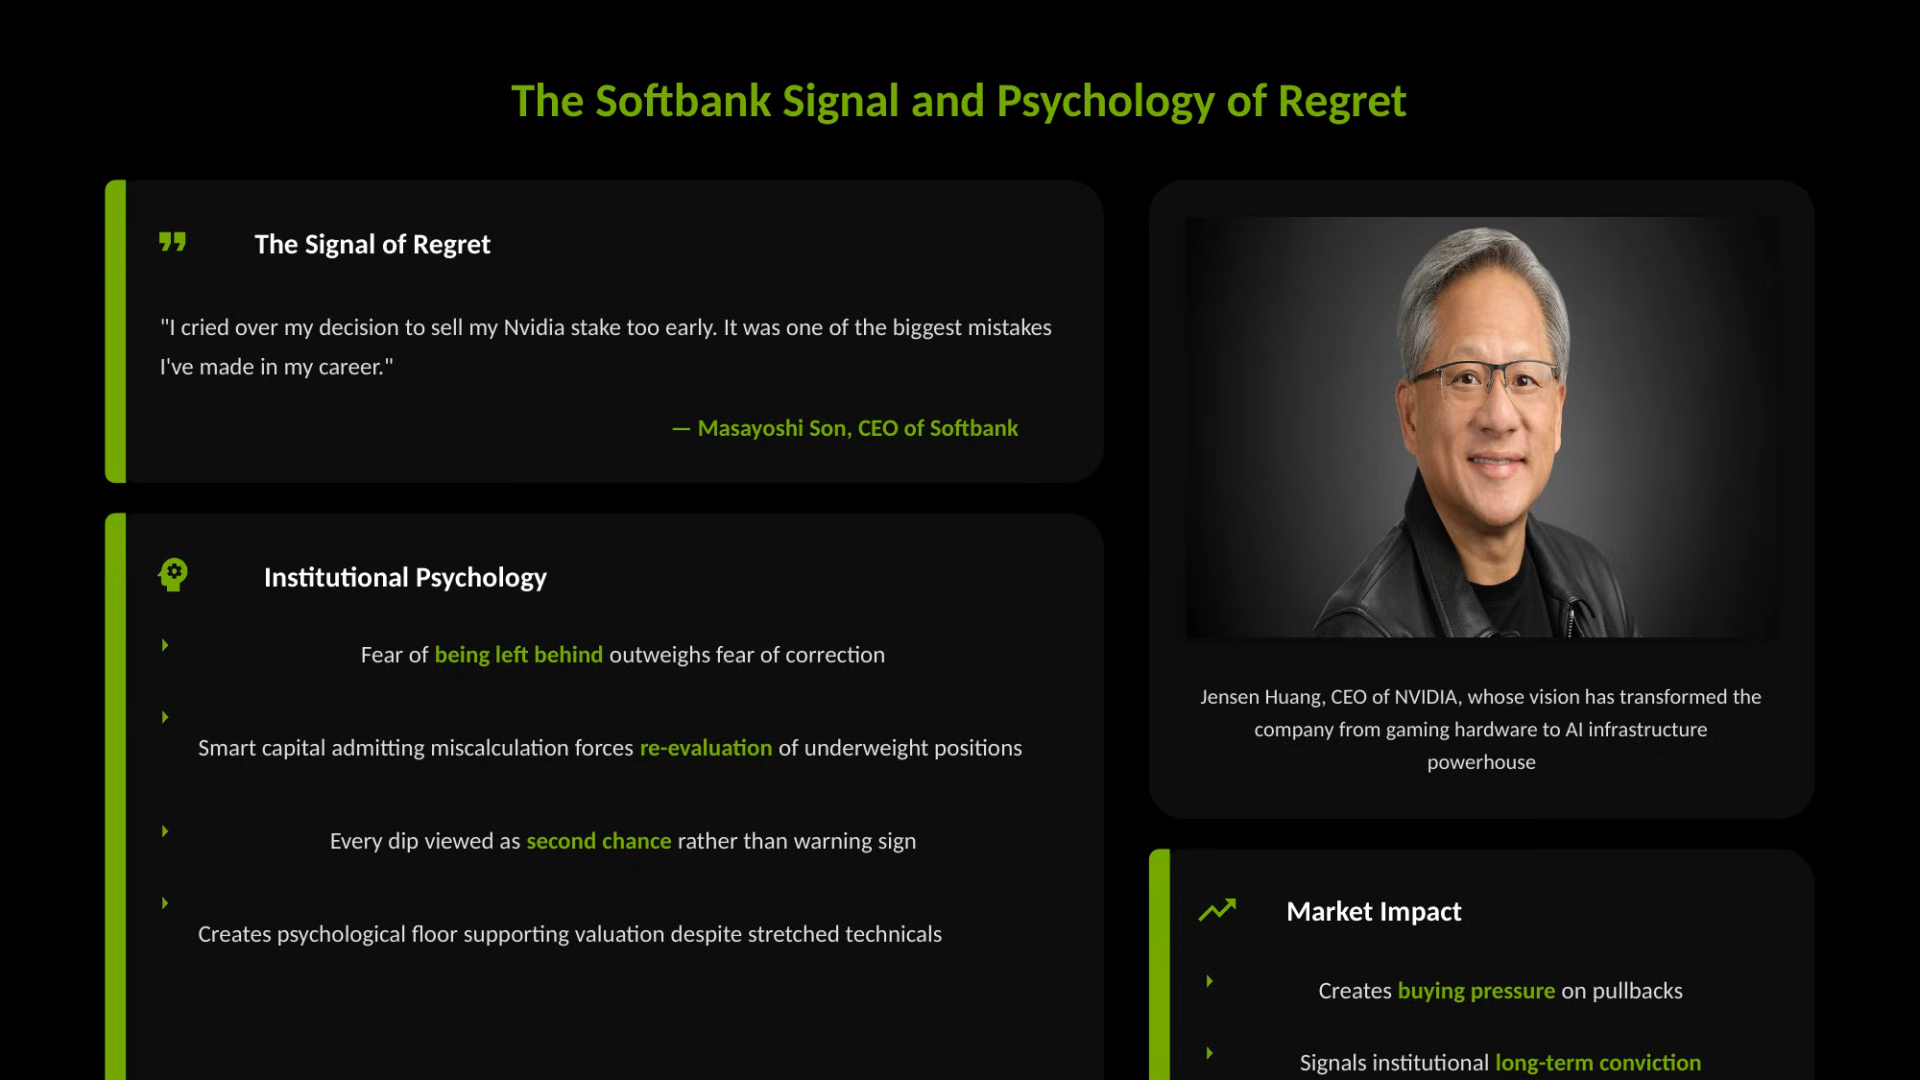 The Softbank Signal and Psychology of Regret
The Signal of Regret
"I cried over my decision to sell my Nvidia stake too early. It was one of the biggest mistakes
I've made in my career."
— Masayoshi Son, CEO of Softbank
Institutional Psychology
Fear of being left behind outweighs fear of correction
Smart capital admitting miscalculation forces re-evaluation of underweight positions
Every dip viewed as second chance rather than warning sign
Creates psychological floor supporting valuation despite stretched technicals
Jensen Huang, CEO of NVIDIA, whose vision has transformed the
company from gaming hardware to AI infrastructure
powerhouse
Market Impact
Creates buying pressure on pullbacks
Signals institutional long-term conviction